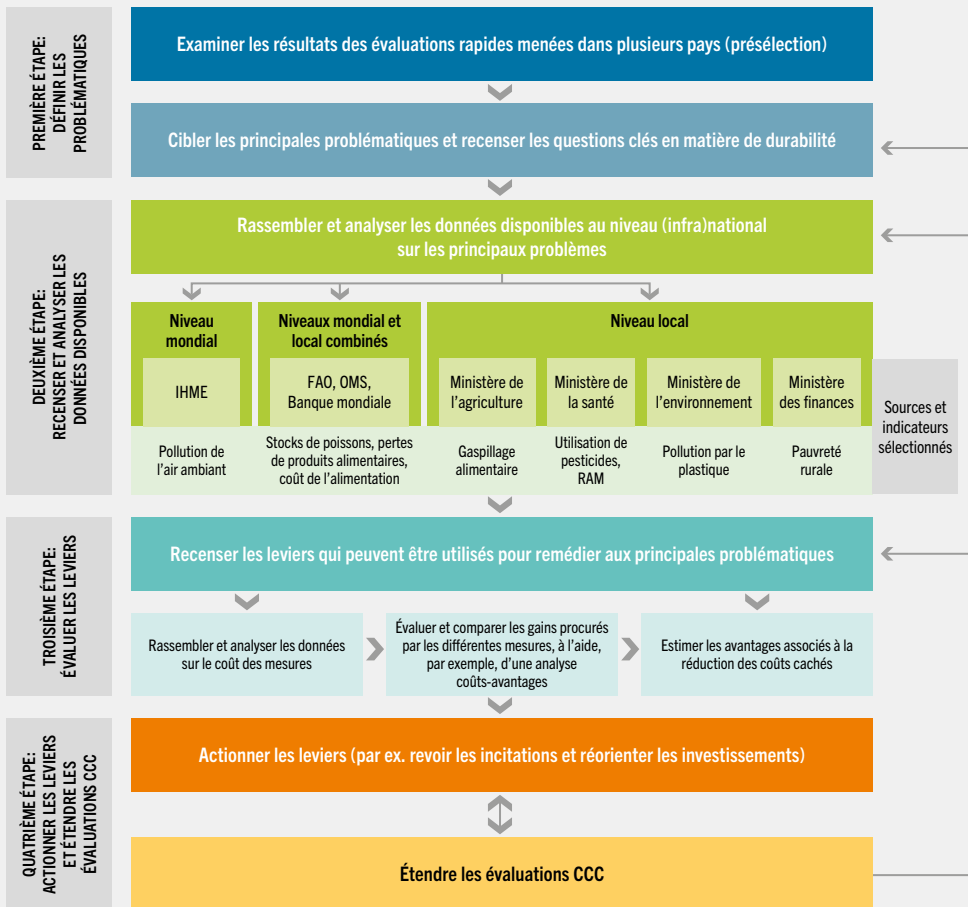 PREMIÈRE ÉTAPE:
DÉFINIR LES
PROBLÉMATIQUES
Examiner les résultats des évaluations rapides menées dans plusieurs pays (présélection)
Cibler les principales problématiques et recenser les questions clés en matière de durabilité
DEUXIÈME ÉTAPE:
RECENSER ET ANALYSER LES
DONNÉES DISPONIBLES
Rassembler et analyser les données disponibles au niveau (infra)national
sur les principaux problèmes
Niveau
mondial
IHME
Pollution de
l’air ambiant
Niveaux mondial et
local combinés
FAO, OMS,
Banque mondiale
Stocks de poissons, pertes
de produits alimentaires,
coût de l’alimentation
Niveau local
Ministère de
l’agriculture
Gaspillage
alimentaire
Ministère de
la santé
Utilisation de
pesticides,
RAM
Ministère de
l’environnement
Pollution par le
plastique
Ministère
des finances
Pauvreté
rurale
Sources et
indicateurs
sélectionnés
TROISIÈME ÉTAPE:
ÉVALUER LES LEVIERS
Recenser les leviers qui peuvent être utilisés pour remédier aux principales problématiques
Rassembler et analyser les données
sur le coût des mesures
Évaluer et comparer les gains procurés
par les différentes mesures, à l’aide,
par exemple, d’une analyse
coûts-avantages
Estimer les avantages associés à la
réduction des coûts cachés
QUATRIÈME ÉTAPE:
ACTIONNER LES LEVIERS
ET ÉTENDRE LES
ÉVALUATIONS CCC
Actionner les leviers (par ex. revoir les incitations et réorienter les investissements)
Étendre les évaluations CCC